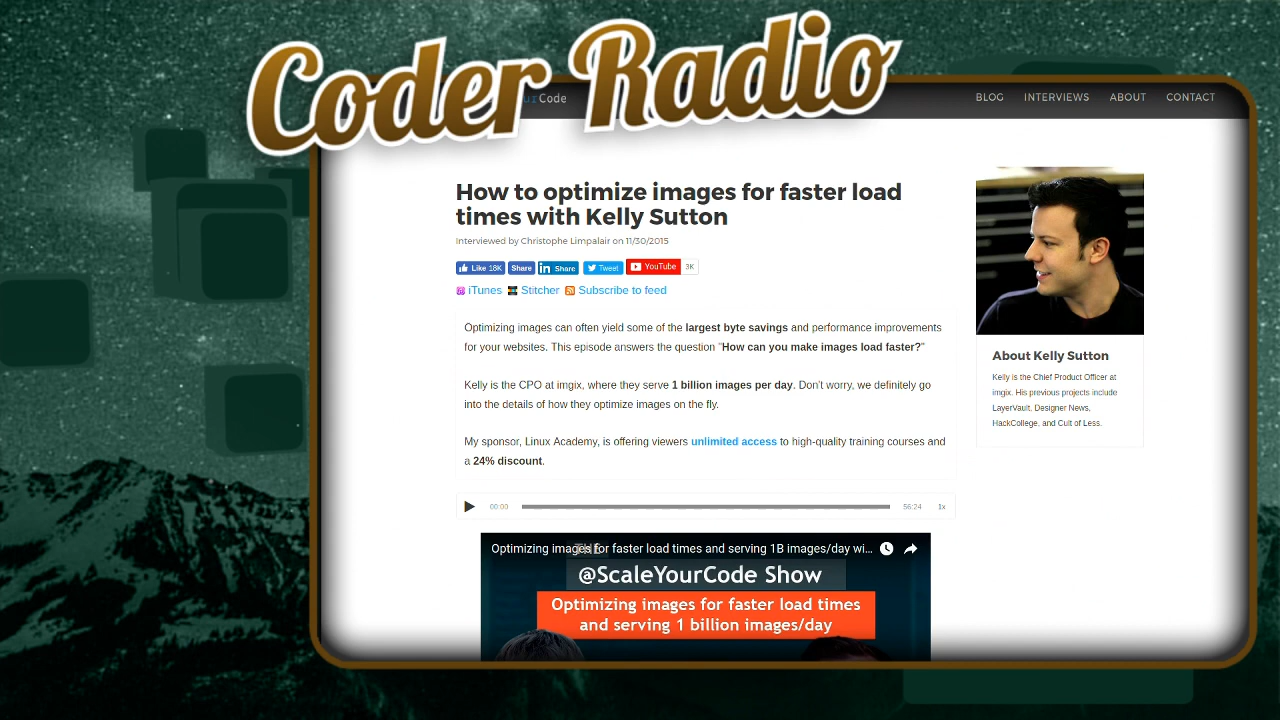 Coder Radio
urCode
BLOG INTERVIEWS ABOUT CONTACT
How to optimize images for faster load
times with Kelly Sutton
Interviewed by Christophe Limpalair on 11/30/2015
Like 18K Share in Share Tweet YouTube 3K
iTunes Stitcher Subscribe to feed
Optimizing images can often yield some of the largest byte savings and performance improvements
for your websites. This episode answers the question "How can you make images load faster?"
Kelly is the CPO at imgix, where they serve 1 billion images per day. Don't worry, we definitely go
into the details of how they optimize images on the fly.
My sponsor, Linux Academy, is offering viewers unlimited access to high-quality training courses and
a 24% discount.
00:00 56:24 1x
Optimizing images for faster load times and serving 1B images/day wi...
THE
@ScaleYourCode Show
Optimizing images for faster load times
and serving 1 billion images/day
About Kelly Sutton
Kelly is the Chief Product Officer at
imgix. His previous projects include
LayerVault, Designer News,
HackCollege, and Cult of Less.